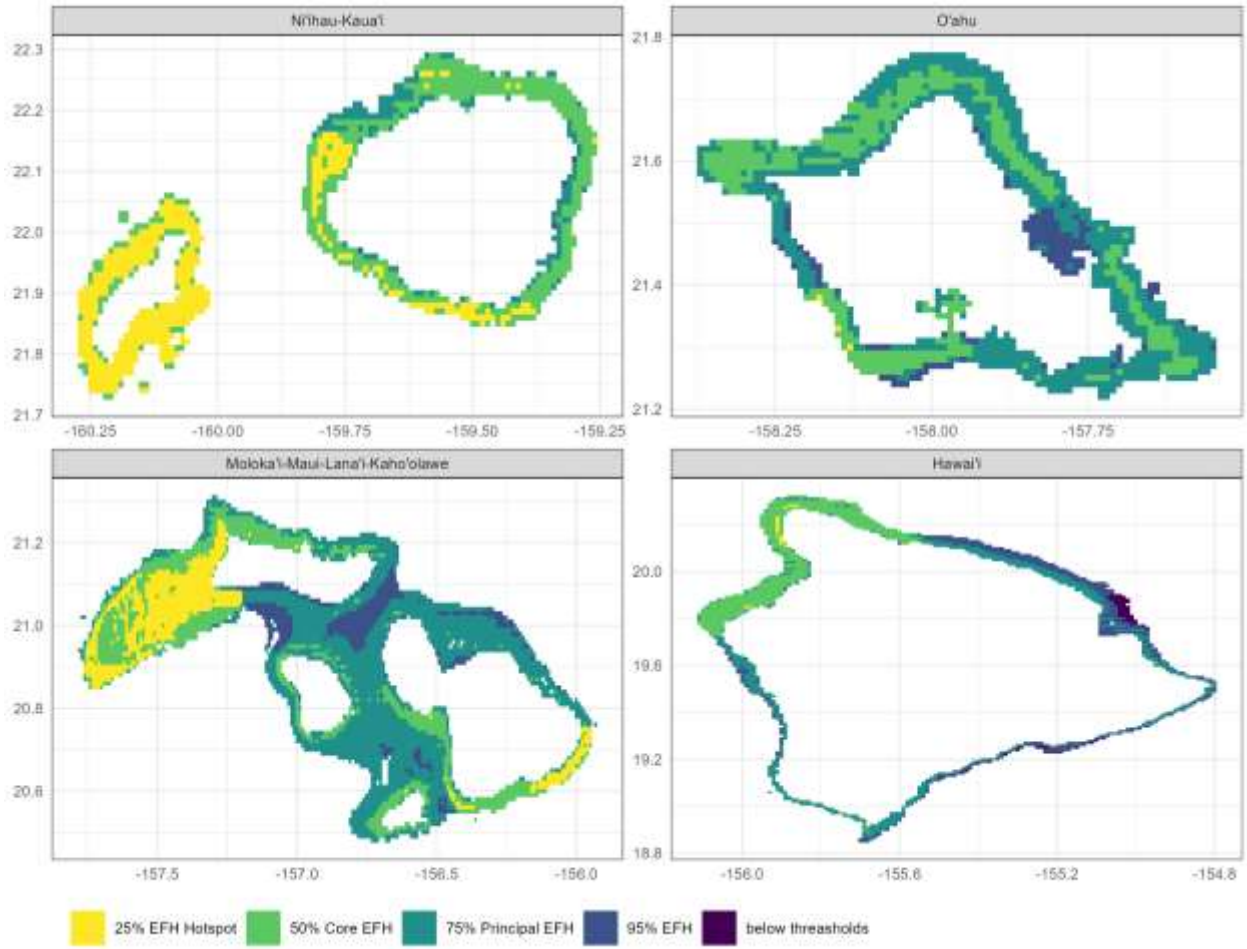 Ni'ihau-Kaua'i
O'ahu
22.3
22.2
22.1
22.0
21.9
21.8
21.7
-160.25 -160.00 -159.75 -159.50 -159.25
21.8
21.6
21.4
21.2
-158.25 -158.00 -157.75
Moloka'i-Maui-Lana'i-Kaho'olawe
Hawai'i
21.2
21.0
20.8
20.6
-157.5 -157.0 -156.5 -156.0
20.0
19.6
19.2
18.8
-156.0 -155.6 -155.2 -154.8
25% EFH Hotspot 50% Core EFH 75% Principal EFH 95% EFH below threasholds